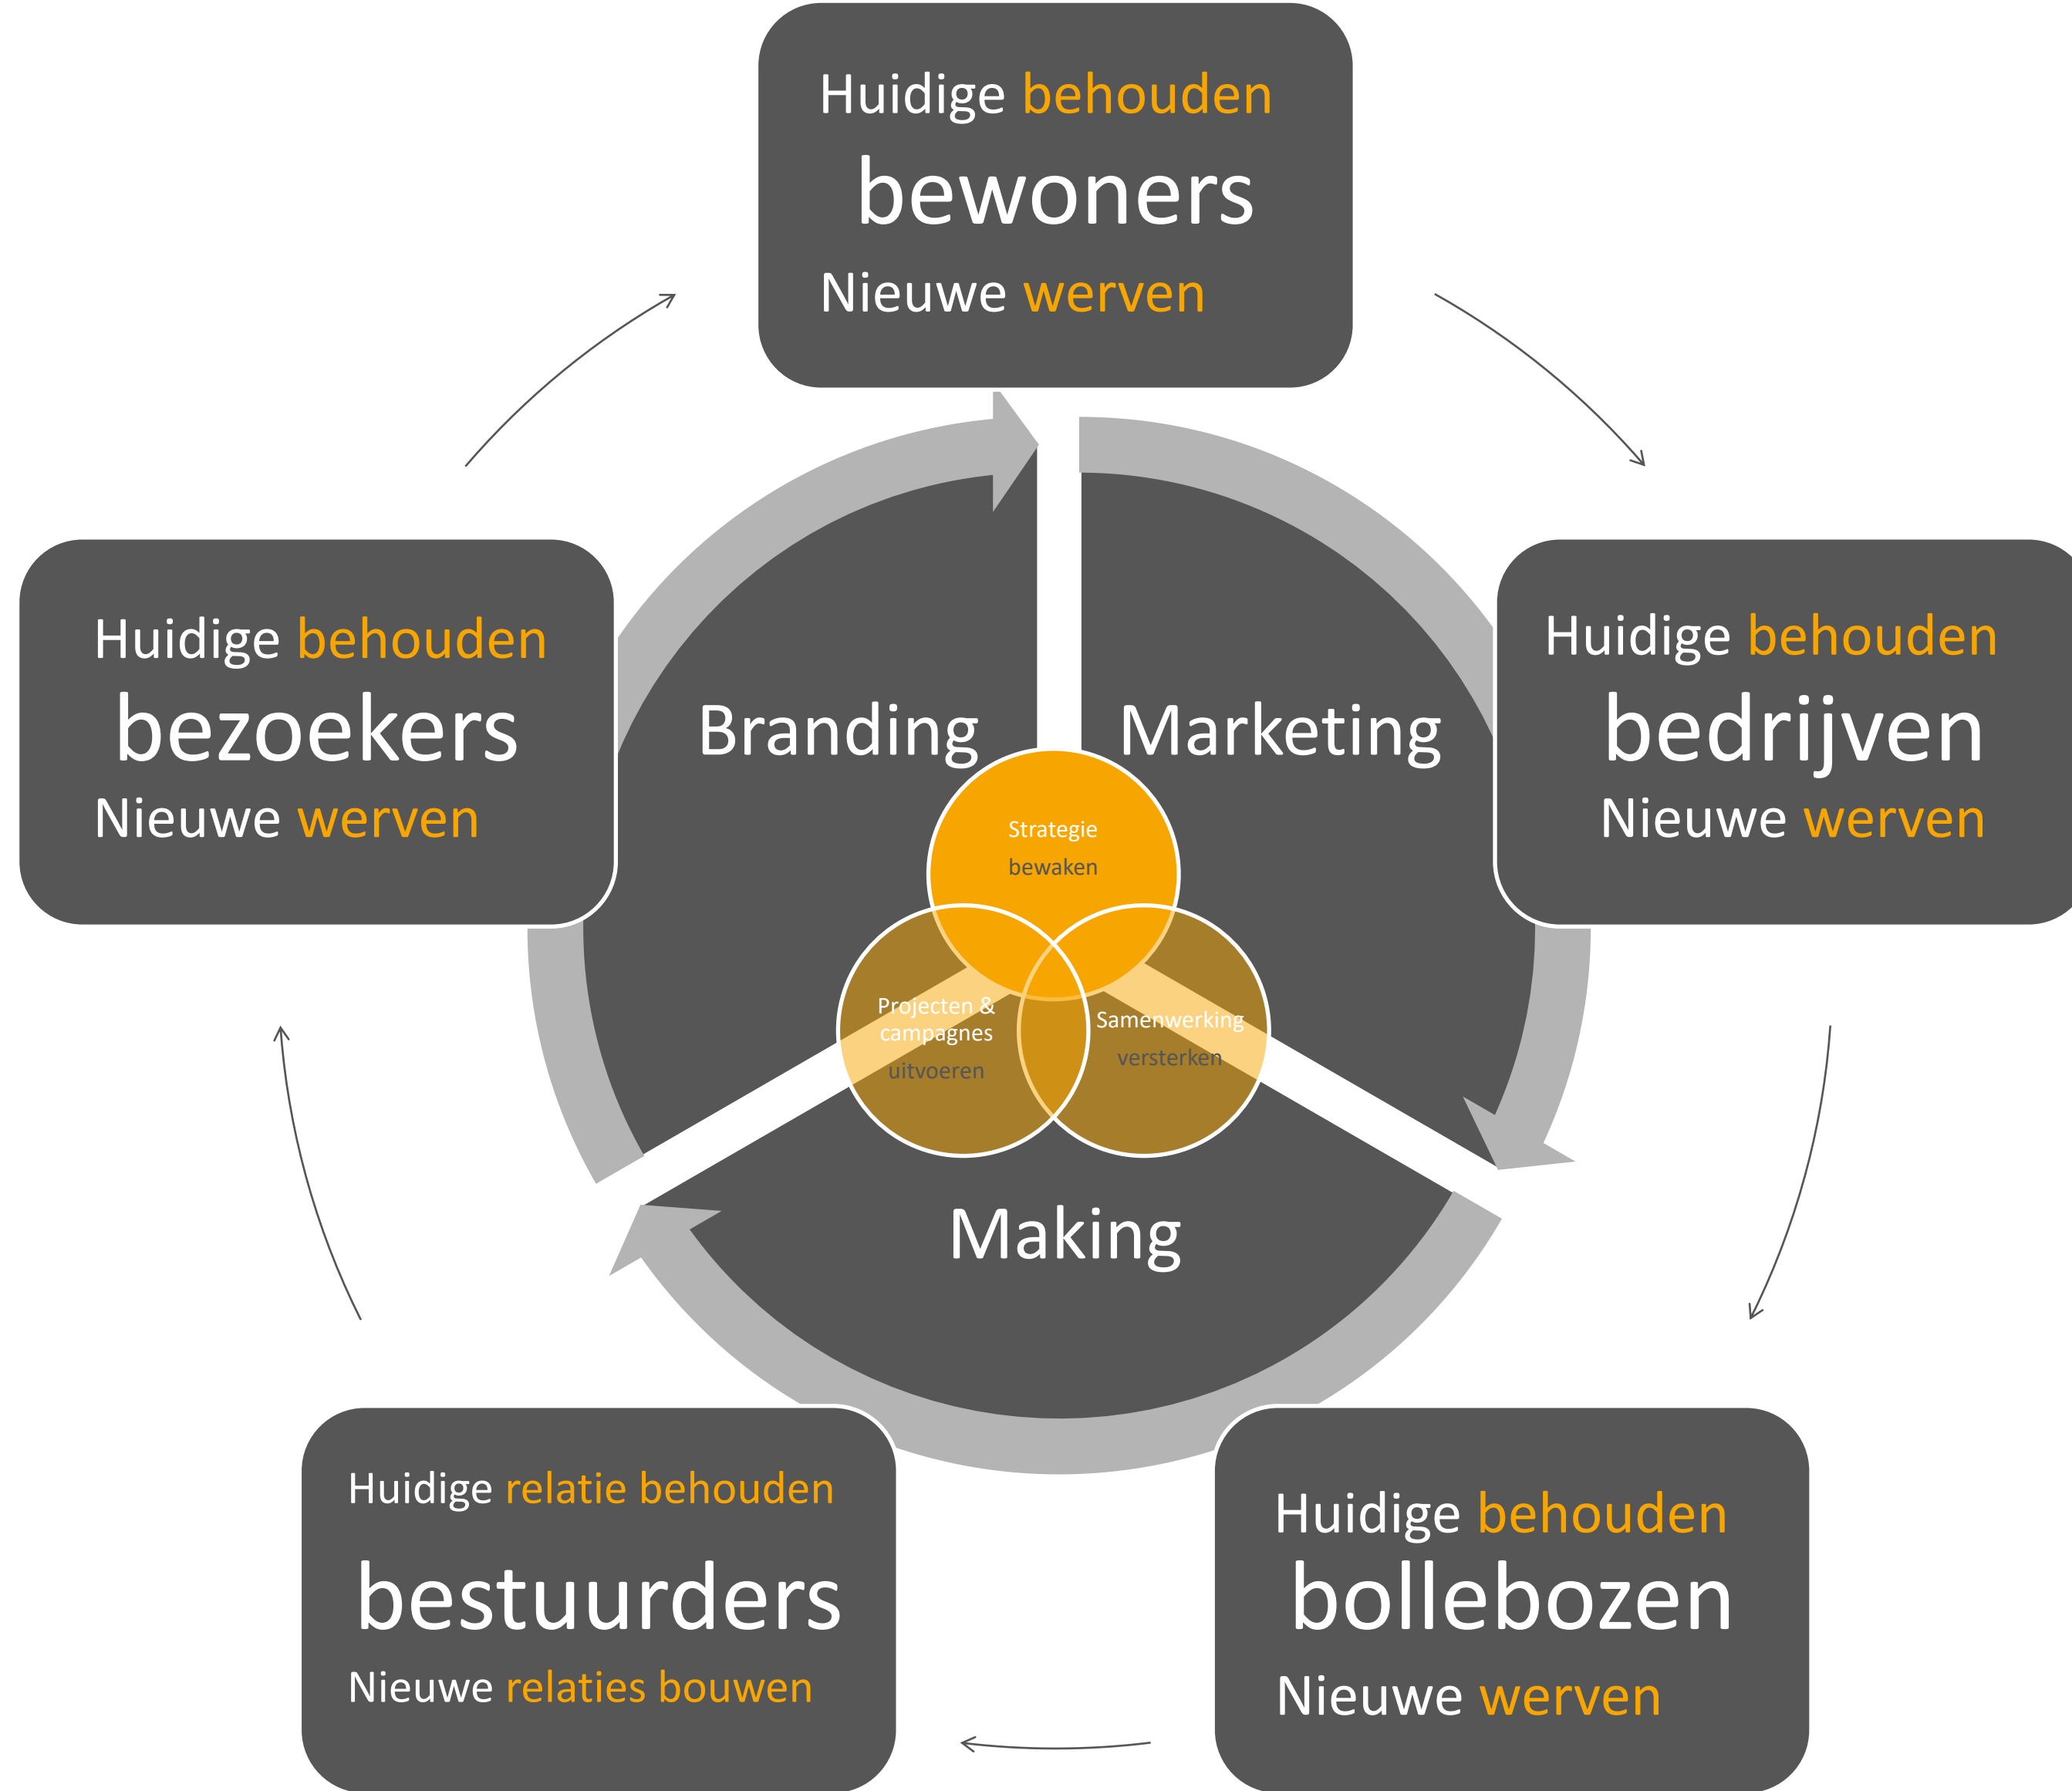 Huidige behouden
bewoners
Nieuwe werven
Huidige behouden
bezoekers
Nieuwe werven
Huidige behouden
bedrijven
Nieuwe werven
Branding
Marketing
Strategie
bewaken
Projecten &
campagnes
uitvoeren
Samenwerking
versterken
Making
Huidige relatie behouden
bestuurders
Nieuwe relaties bouwen
Huidige behouden
bollebozen
Nieuwe werven